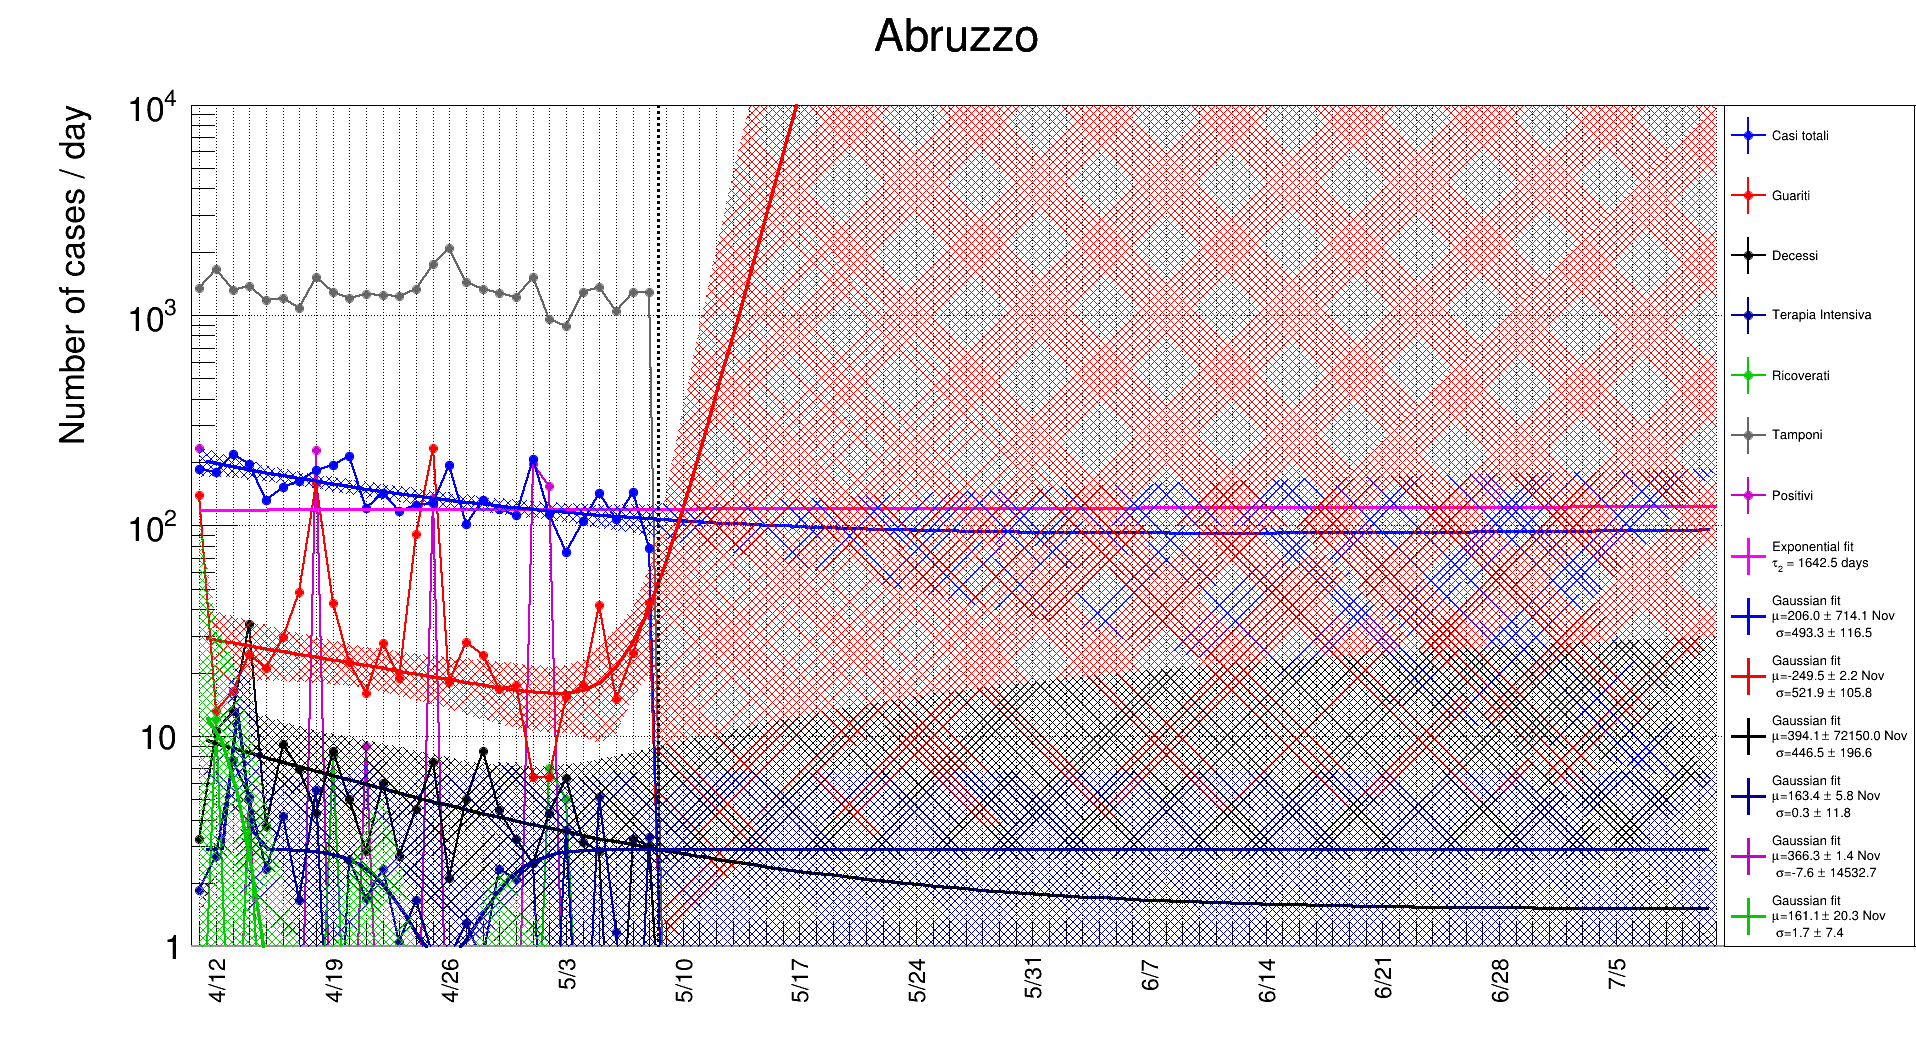 Abruzzo
Number of cases / day
10⁴
10³
10²
10
1
4/12
4/19
4/26
5/3
5/10
5/17
5/24
5/31
6/7
6/14
6/21
6/28
7/5
Casi totali
Guariti
Decessi
Terapia Intensiva
Ricoverati
Tamponi
Positivi
Exponential fit
τ₂ = 1642.5 days
Gaussian fit
μ=206.0 ± 714.1 Nov
σ=493.3 ± 116.5
Gaussian fit
μ=-249.5 ± 2.2 Nov
σ=521.9 ± 105.8
Gaussian fit
μ=394.1 ± 72150.0 Nov
σ=446.5 ± 196.6
Gaussian fit
μ=163.4 ± 5.8 Nov
σ=0.3 ± 11.8
Gaussian fit
μ=366.3 ± 1.4 Nov
σ=-7.6 ± 14532.7
Gaussian fit
μ=161.1 ± 20.3 Nov
σ=1.7 ± 7.4